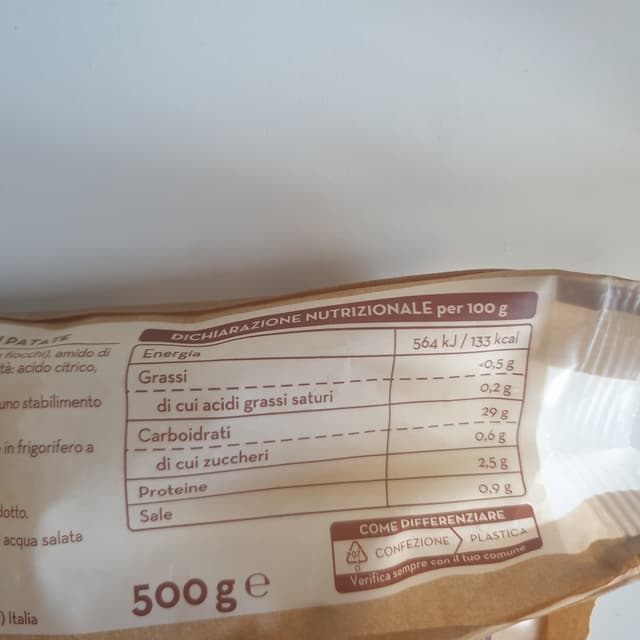 PATATE
fiocchi), amido di
tà: acido citrico,
uno stabilimento
in frigorifero a
dotto.
acqua salata
) Italia
DICHIARAZIONE NUTRIZIONALE per 100 g
Energia 564 kJ / 133 kcal
Grassi <0,5 g
di cui acidi grassi saturi 0,2 g
Carboidrati 29 g
di cui zuccheri 0,6 g
Proteine 2,5 g
Sale 0,9 g
500 g e
COME DIFFERENZIARE
CONFEZIONE PLASTICA
Verifica sempre con il tuo comune